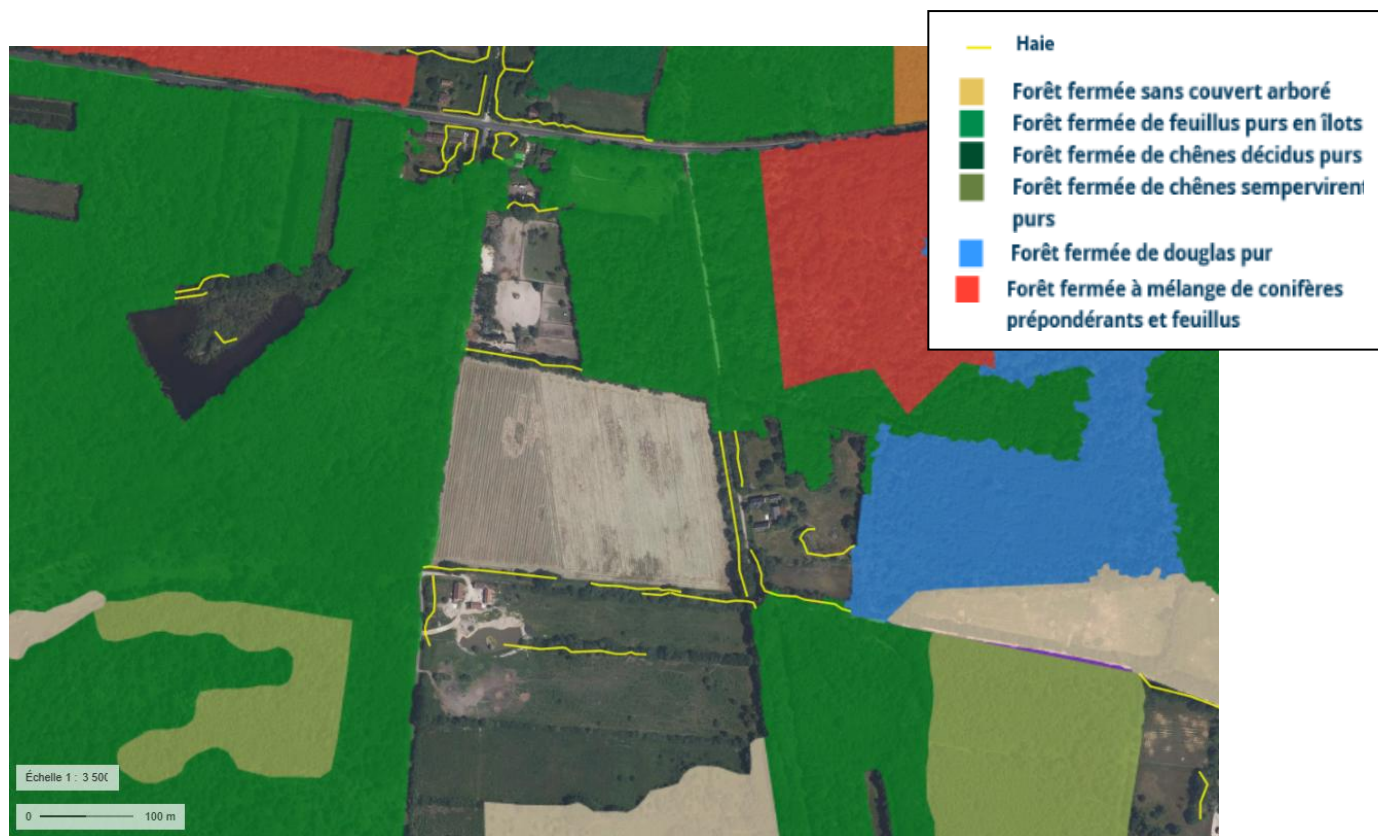 Haie
Forêt fermée sans couvert arboré
Forêt fermée de feuillus purs en îlots
Forêt fermée de chênes décidus purs
Forêt fermée de chênes sempervirent
purs
Forêt fermée de douglas pur
Forêt fermée à mélange de conifères
prépondérants et feuillus
Échelle 1 : 3 500
0 100 m